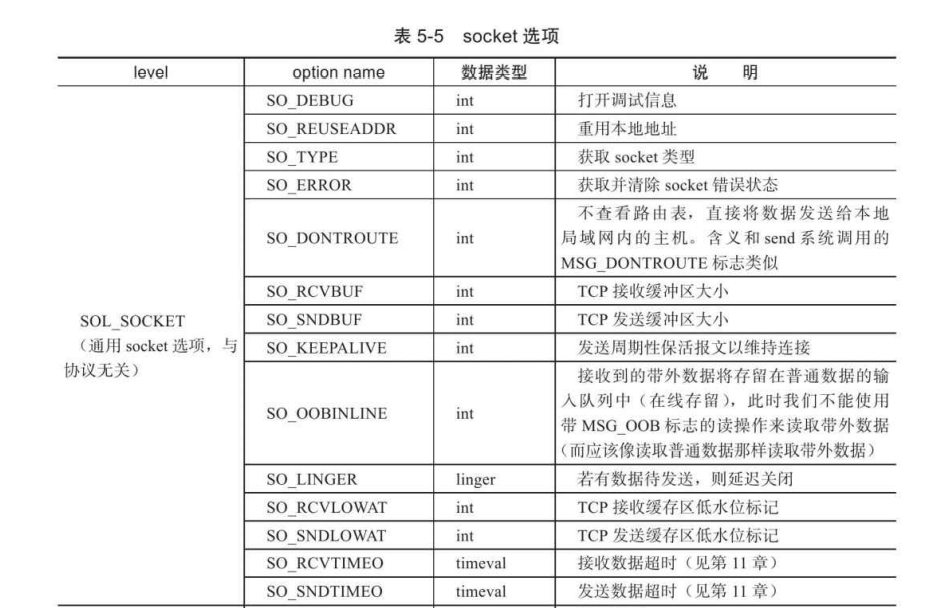 表 5-5 socket 选项
level option name 数据类型 说 明
SO_DEBUG int 打开调试信息
SO_REUSEADDR int 重用本地地址
SO_TYPE int 获取 socket 类型
SO_ERROR int 获取并清除 socket 错误状态
SO_DONTROUTE int 不查看路由表，直接将数据发送给本地
局域网内的主机。含义和 send 系统调用的
MSG_DONTROUTE 标志类似
SO_RCVBUF int TCP 接收缓冲区大小
SOL_SOCKET
（通用 socket 选项，与
协议无关）
SO_SNDBUF int TCP 发送缓冲区大小
SO_KEEPALIVE int 发送周期性保活报文以维持连接
SO_OOBINLINE int 接收到的带外数据将存留在普通数据的输
入队列中（在线存留），此时我们不能使用
带 MSG_OOB 标志的读操作来读取带外数据
（而应该像读取普通数据那样读取带外数据）
SO_LINGER linger 若有数据待发送，则延迟关闭
SO_RCVLOWAT int TCP 接收缓存区低水位标记
SO_SNDLOWAT int TCP 发送缓存区低水位标记
SO_RCVTIMEO timeval 接收数据超时（见第 11 章）
SO_SNDTIMEO timeval 发送数据超时（见第 11 章）